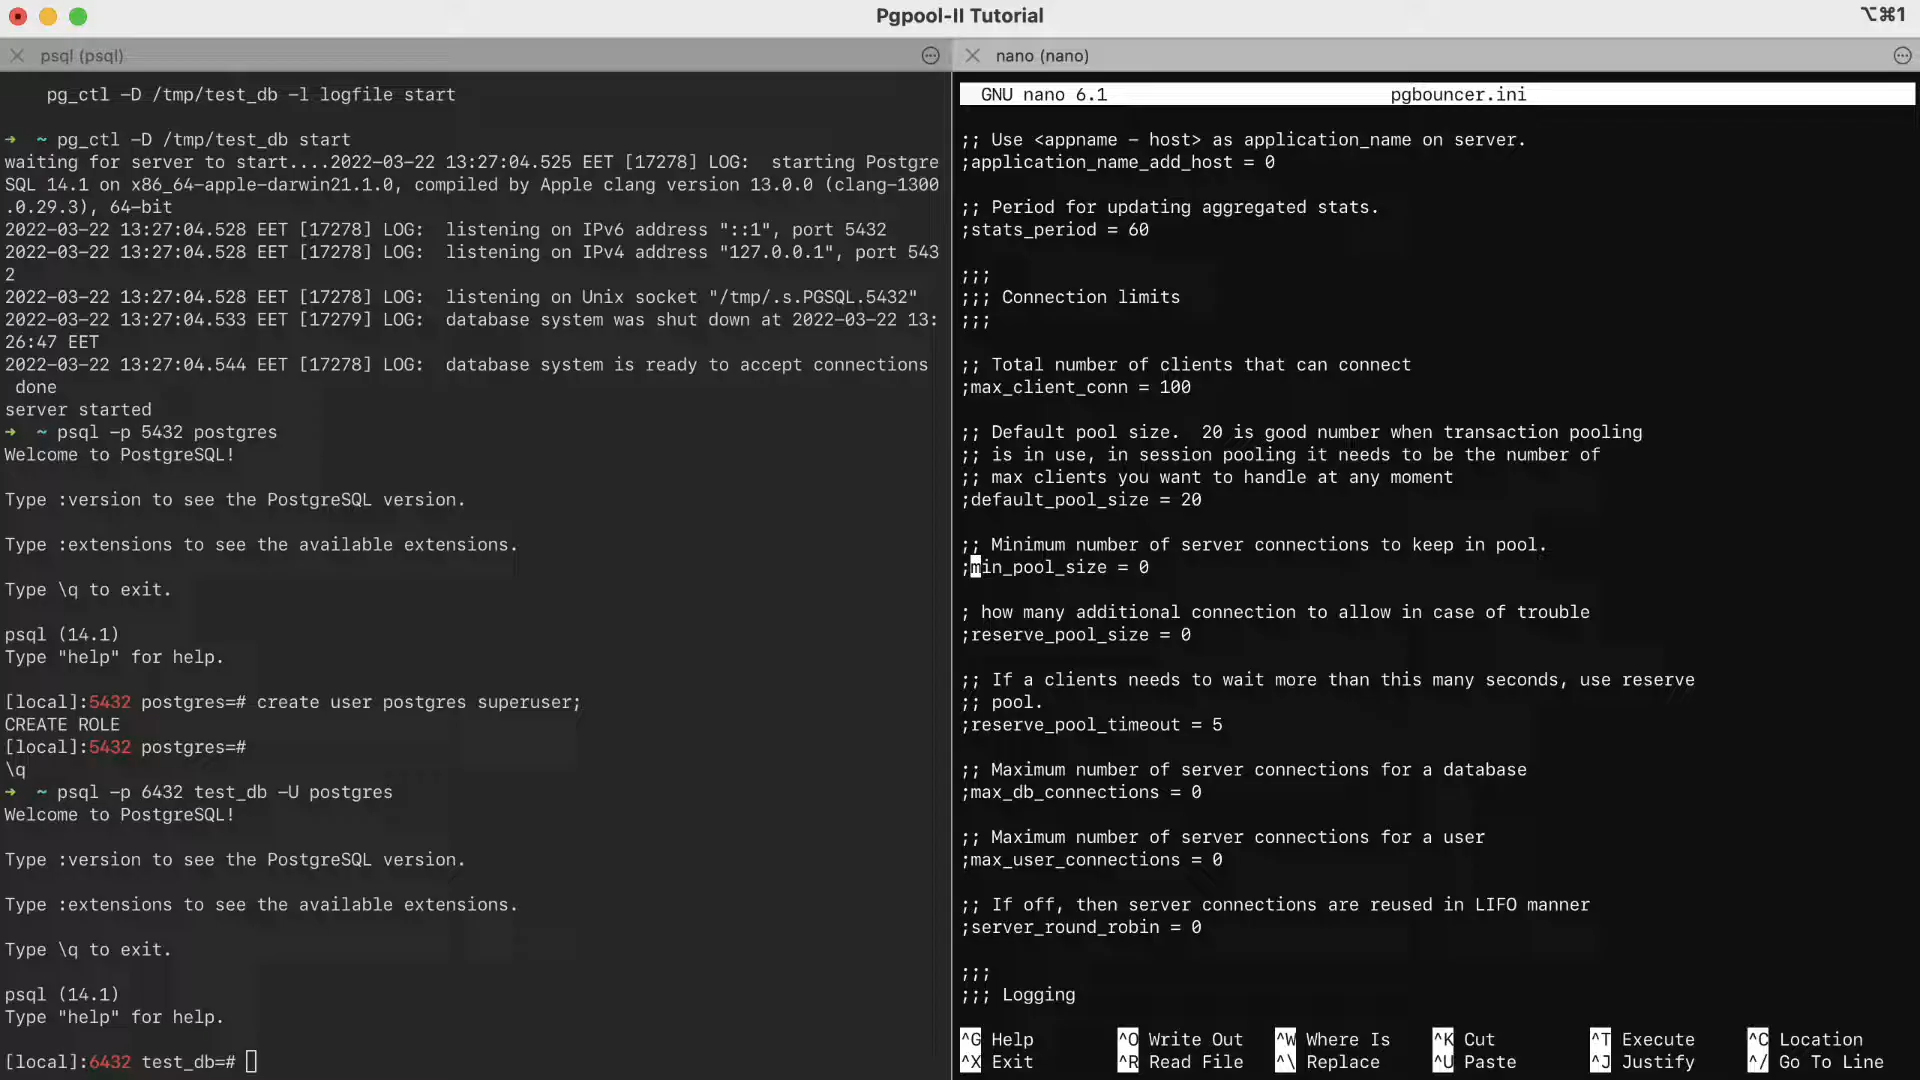 Pgpool-II Tutorial
⌥⌘1
psql (psql)
pg_ctl -D /tmp/test_db -l logfile start
➜ ~ pg_ctl -D /tmp/test_db start
waiting for server to start....2022-03-22 13:27:04.525 EET [17278] LOG:  starting Postgre
SQL 14.1 on x86_64-apple-darwin21.1.0, compiled by Apple clang version 13.0.0 (clang-1300
.0.29.3), 64-bit
2022-03-22 13:27:04.528 EET [17278] LOG:  listening on IPv6 address "::1", port 5432
2022-03-22 13:27:04.528 EET [17278] LOG:  listening on IPv4 address "127.0.0.1", port 543
2
2022-03-22 13:27:04.528 EET [17278] LOG:  listening on Unix socket "/tmp/.s.PGSQL.5432"
2022-03-22 13:27:04.533 EET [17279] LOG:  database system was shut down at 2022-03-22 13:
26:47 EET
2022-03-22 13:27:04.544 EET [17278] LOG:  database system is ready to accept connections
done
server started
➜ ~ psql -p 5432 postgres
Welcome to PostgreSQL!
Type :version to see the PostgreSQL version.
Type :extensions to see the available extensions.
Type \q to exit.
psql (14.1)
Type "help" for help.
[local]:5432 postgres=# create user postgres superuser;
CREATE ROLE
[local]:5432 postgres=#
\q
➜ ~ psql -p 6432 test_db -U postgres
Welcome to PostgreSQL!
Type :version to see the PostgreSQL version.
Type :extensions to see the available extensions.
Type \q to exit.
psql (14.1)
Type "help" for help.
[local]:6432 test_db=#
nano (nano)
GNU nano 6.1 pgbouncer.ini
;; Use <appname - host> as application_name on server.
;application_name_add_host = 0
;; Period for updating aggregated stats.
;stats_period = 60
;;;
;;; Connection limits
;;;
;; Total number of clients that can connect
;max_client_conn = 100
;; Default pool size.  20 is good number when transaction pooling
;; is in use, in session pooling it needs to be the number of
;; max clients you want to handle at any moment
;default_pool_size = 20
;; Minimum number of server connections to keep in pool.
;min_pool_size = 0
; how many additional connection to allow in case of trouble
;reserve_pool_size = 0
;; If a clients needs to wait more than this many seconds, use reserve
;; pool.
;reserve_pool_timeout = 5
;; Maximum number of server connections for a database
;max_db_connections = 0
;; Maximum number of server connections for a user
;max_user_connections = 0
;; If off, then server connections are reused in LIFO manner
;server_round_robin = 0
;;;
;;; Logging
^G Help ^O Write Out ^W Where Is ^K Cut ^T Execute ^C Location
^X Exit ^R Read File ^\ Replace ^U Paste ^J Justify ^/ Go To Line